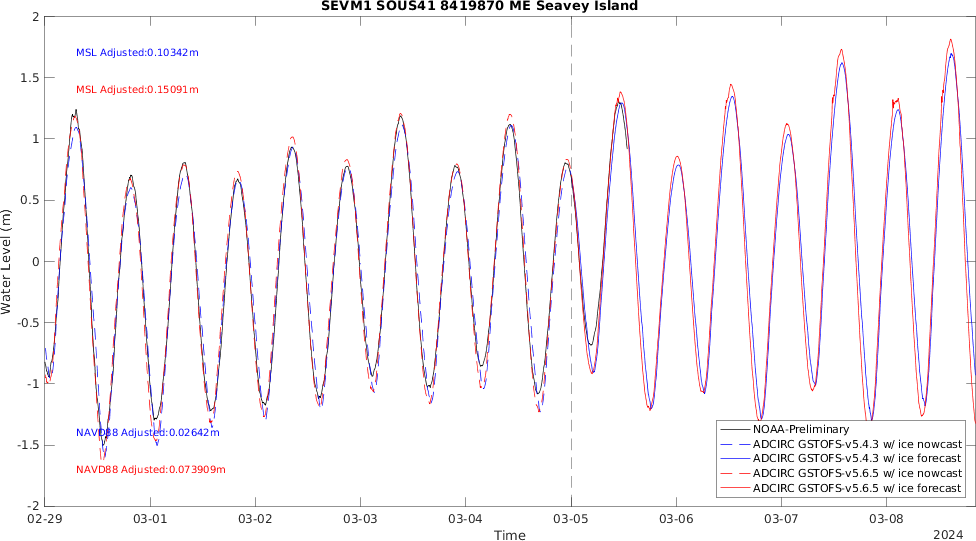 SEVM1 SOUS41 8419870 ME Seavey Island
2
1.5
1
0.5
0
-0.5
-1
-1.5
-2
Water Level (m)
MSL Adjusted:0.10342m
MSL Adjusted:0.15091m
NAVD88 Adjusted:0.02642m
NAVD88 Adjusted:0.073909m
NOAA-Preliminary
ADCIRC GSTOFS-v5.4.3 w/ ice nowcast
ADCIRC GSTOFS-v5.4.3 w/ ice forecast
ADCIRC GSTOFS-v5.6.5 w/ ice nowcast
ADCIRC GSTOFS-v5.6.5 w/ ice forecast
02-29 03-01 03-02 03-03 03-04 03-05 03-06 03-07 03-08
Time
2024